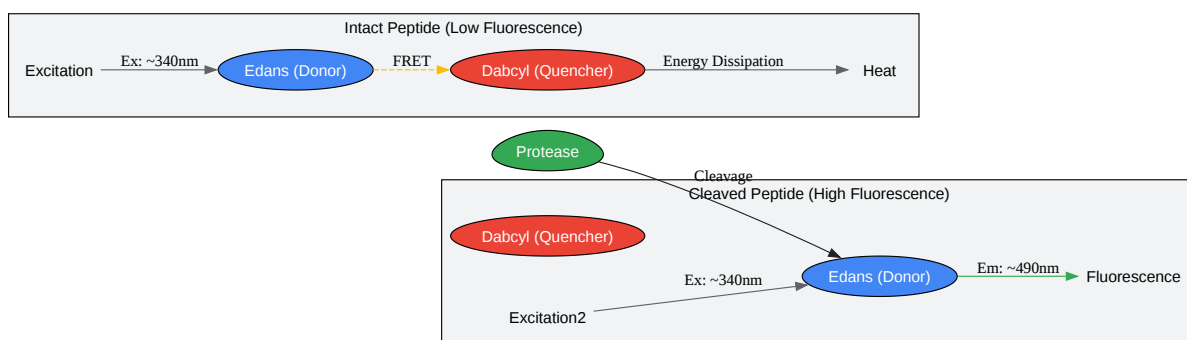 Intact Peptide (Low Fluorescence)
Excitation
Ex: ~340nm
Edans (Donor)
FRET
Dabcyl (Quencher)
Energy Dissipation
Heat
Protease
Cleavage
Cleaved Peptide (High Fluorescence)
Dabcyl (Quencher)
Excitation2
Ex: ~340nm
Edans (Donor)
Em: ~490nm
Fluorescence